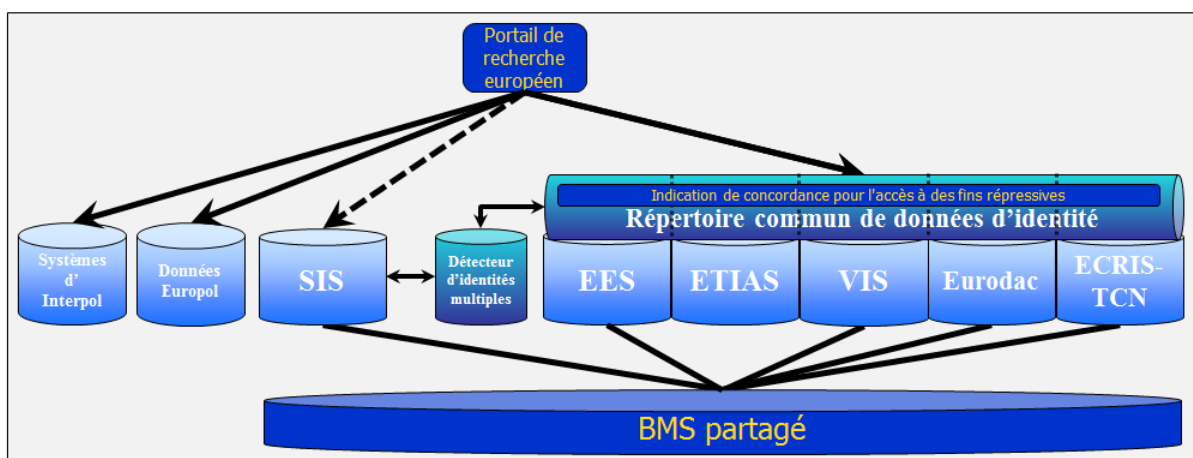 Portail de
recherche
européen
Indication de concordance pour l'accès à des fins répressives
Répertoire commun de données d’identité
Systèmes
d’
Interpol
Données
Europol
SIS
Détecteur
d’identités
multiples
EES
ETIAS
VIS
Eurodac
ECRIS-
TCN
BMS partagé